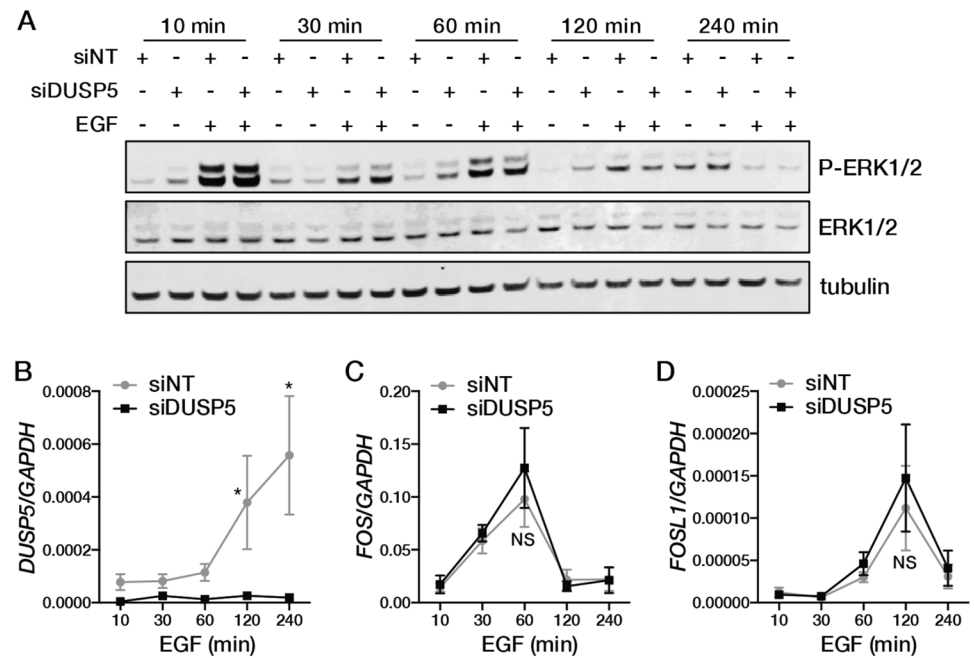 A
10 min 30 min 60 min 120 min 240 min
siNT + - + - + - + - + - + - + - + - + - + -
siDUSP5 - + - + - + - + - + - + - + - + - + - +
EGF - - + + - - + + - - + + - - + + - - + +
P-ERK1/2
ERK1/2
tubulin
B
siNT
siDUSP5
DUSP5/GAPDH
0.0008
0.0006
0.0004
0.0002
0.0000
*
*
10 30 60 120 240
EGF (min)
C
siNT
siDUSP5
FOS/GAPDH
0.20
0.15
0.10
0.05
0.00
NS
10 30 60 120 240
EGF (min)
D
siNT
siDUSP5
FOSL1/GAPDH
0.00025
0.00020
0.00015
0.00010
0.00005
0.00000
NS
10 30 60 120 240
EGF (min)